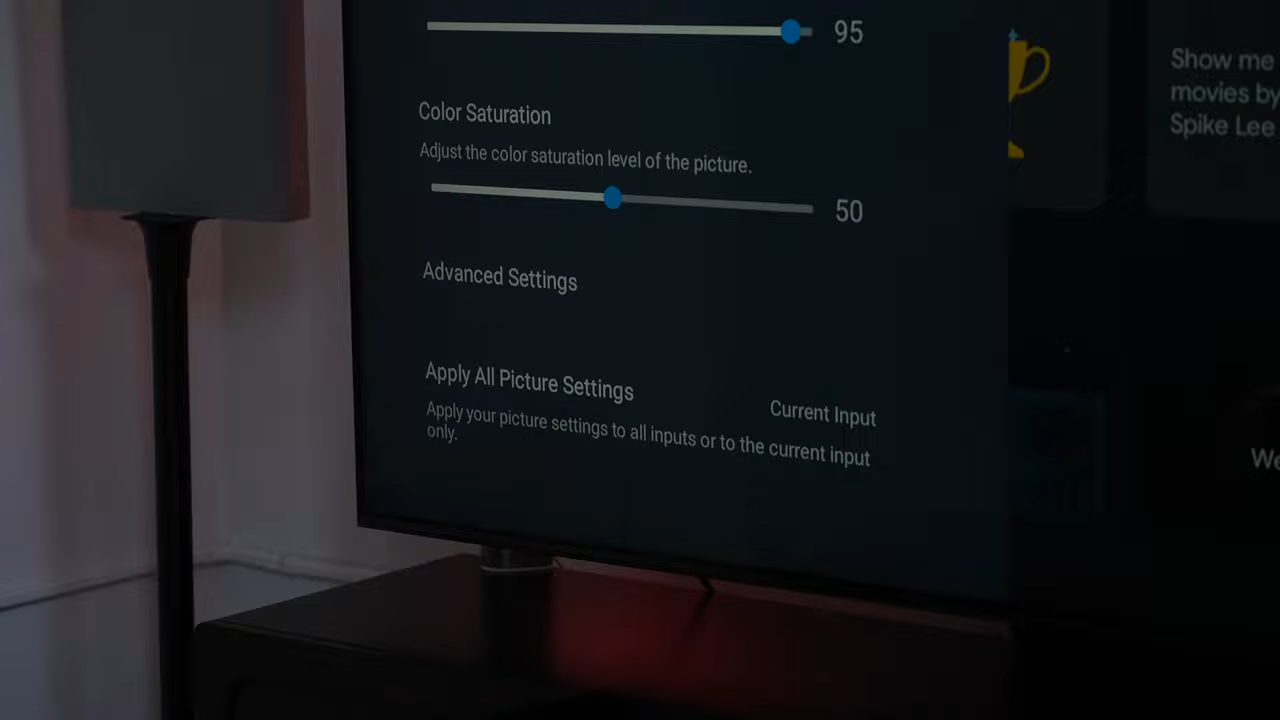 95
Color Saturation
Adjust the color saturation level of the picture.
50
Advanced Settings
Apply All Picture Settings
Current Input
Apply your picture settings to all inputs or to the current input
only.
Show me
movies by
Spike Lee